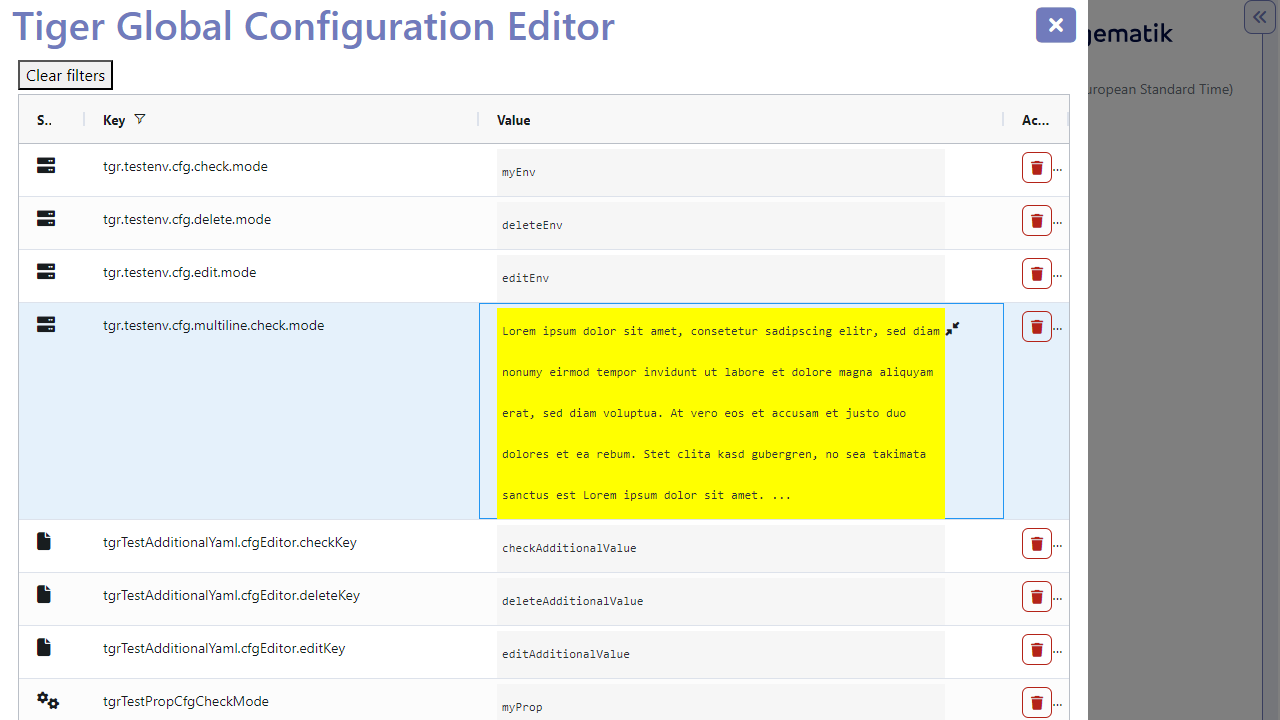 Tiger Global Configuration Editor
gematik
Clear filters
uropean Standard Time)
S.. Key Value Ac...
tgr.testenv.cfg.check.mode myEnv ...
tgr.testenv.cfg.delete.mode deleteEnv ...
tgr.testenv.cfg.edit.mode editEnv ...
tgr.testenv.cfg.multiline.check.mode Lorem ipsum dolor sit amet, consetetur sadipscing elitr, sed diam ...
nonumy eirmod tempor invidunt ut labore et dolore magna aliquyam
erat, sed diam voluptua. At vero eos et accusam et justo duo
dolores et ea rebum. Stet clita kasd gubergren, no sea takimata
sanctus est Lorem ipsum dolor sit amet. ...
tgrTestAdditionalYaml.cfgEditor.checkKey checkAdditionalValue ...
tgrTestAdditionalYaml.cfgEditor.deleteKey deleteAdditionalValue ...
tgrTestAdditionalYaml.cfgEditor.editKey editAdditionalValue ...
tgrTestPropCfgCheckMode myProp ...